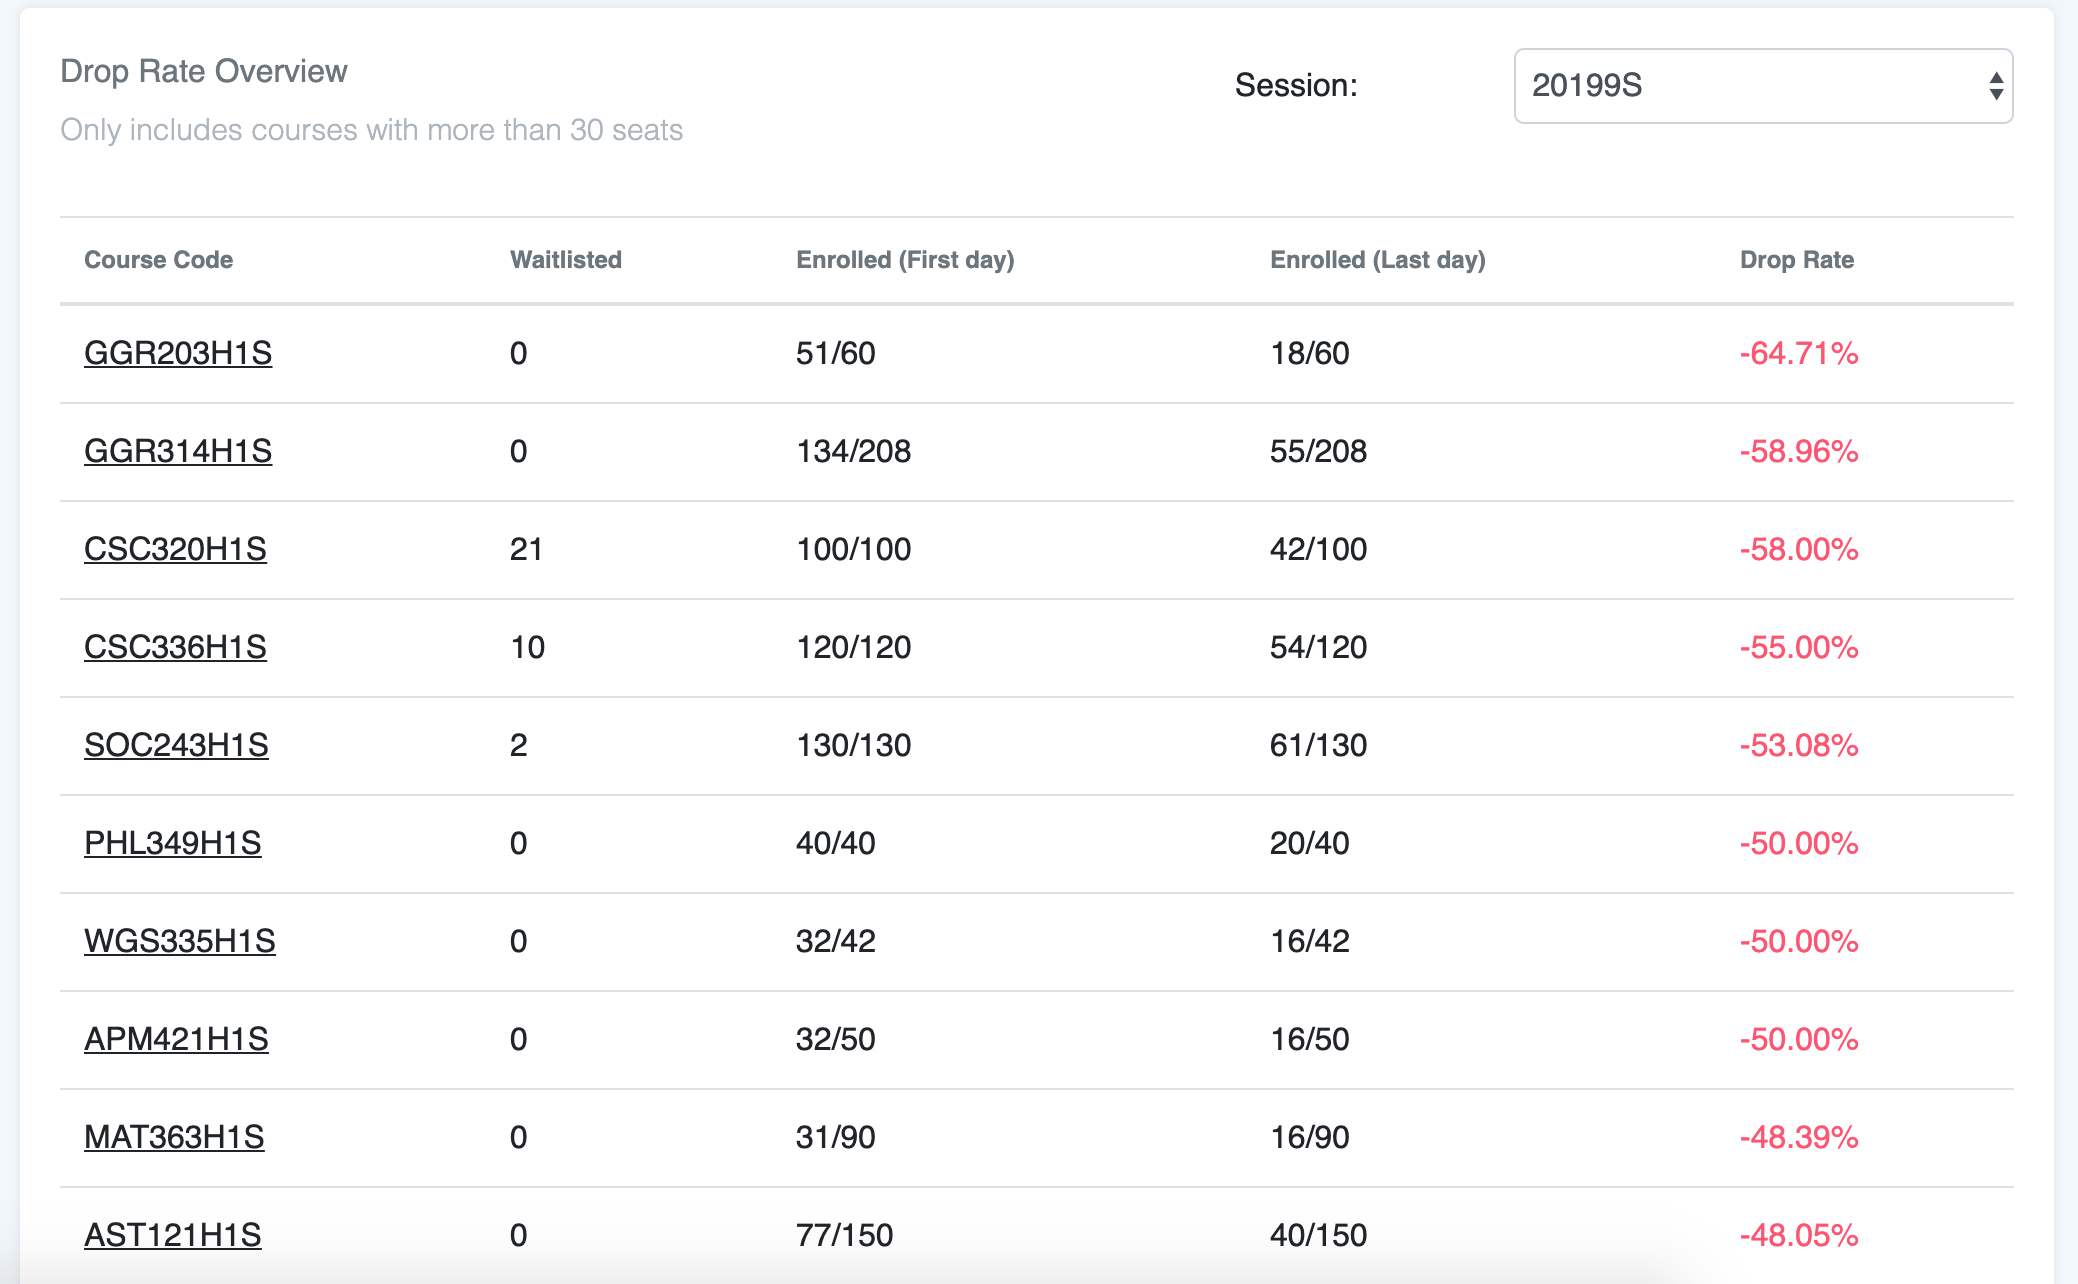 Drop Rate Overview
Session: 20199S
Only includes courses with more than 30 seats
Course Code Waitlisted Enrolled (First day) Enrolled (Last day) Drop Rate
GGR203H1S 0 51/60 18/60 -64.71%
GGR314H1S 0 134/208 55/208 -58.96%
CSC320H1S 21 100/100 42/100 -58.00%
CSC336H1S 10 120/120 54/120 -55.00%
SOC243H1S 2 130/130 61/130 -53.08%
PHL349H1S 0 40/40 20/40 -50.00%
WGS335H1S 0 32/42 16/42 -50.00%
APM421H1S 0 32/50 16/50 -50.00%
MAT363H1S 0 31/90 16/90 -48.39%
AST121H1S 0 77/150 40/150 -48.05%